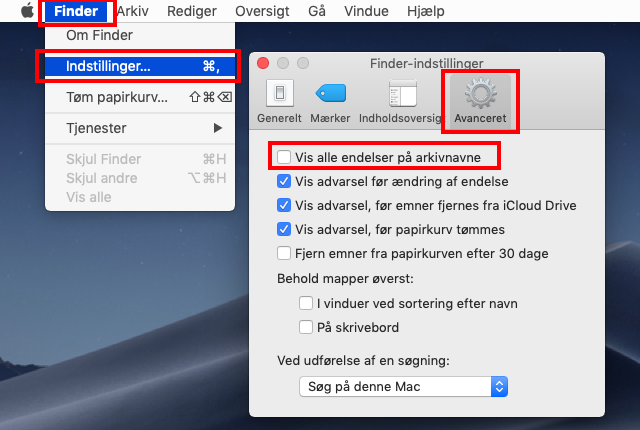 Finder Arkiv Rediger Oversigt Gå Vindue Hjælp
Om Finder
Indstillinger... ⌘,
Tøm papirkurv... ⇧⌘⌫
Tjenester ▶
Skjul Finder ⌘H
Skjul andre ⌥⌘H
Vis alle
Finder-indstillinger
Generelt Mærker Indholdsoversigt Avanceret
Vis alle endelser på arkivnavne
Vis advarsel før ændring af endelse
Vis advarsel, før emner fjernes fra iCloud Drive
Vis advarsel, før papirkurv tømmes
Fjern emner fra papirkurven efter 30 dage
Behold mapper øverst:
I vinduer ved sortering efter navn
På skrivebord
Ved udførelse af en søgning:
Søg på denne Mac